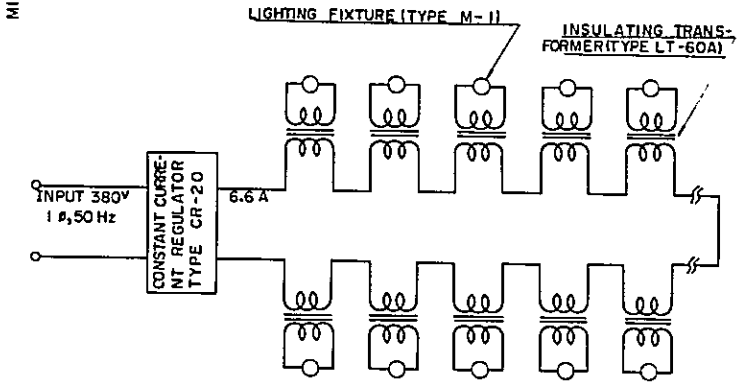 MI
LIGHTING FIXTURE (TYPE M-1)
INSULATING TRANS-
FORMER(TYPE LT-60A)
INPUT 380V
1 ø,50 Hz
CONSTANT CURRE-
NT REGULATOR
TYPE CR-20
6.6 A